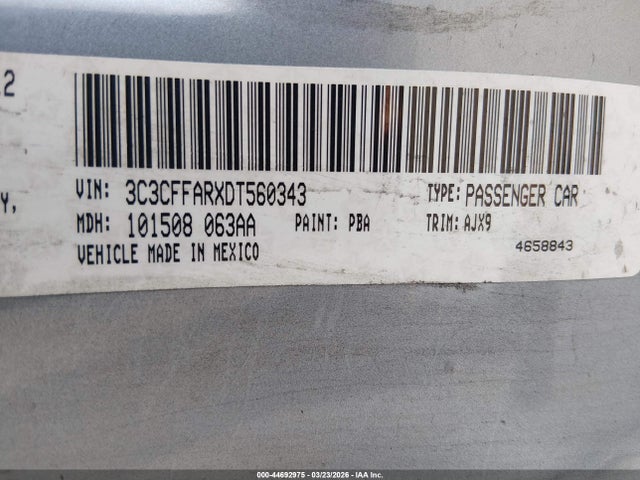 2
VIN: 3C3CFFARXDT560343 TYPE: PASSENGER CAR
Y,
MDH: 101508 063AA PAINT: PBA TRIM: AJX9
VEHICLE MADE IN MEXICO 4658843
000-44692975 | 03/23/2026 | IAA Inc.